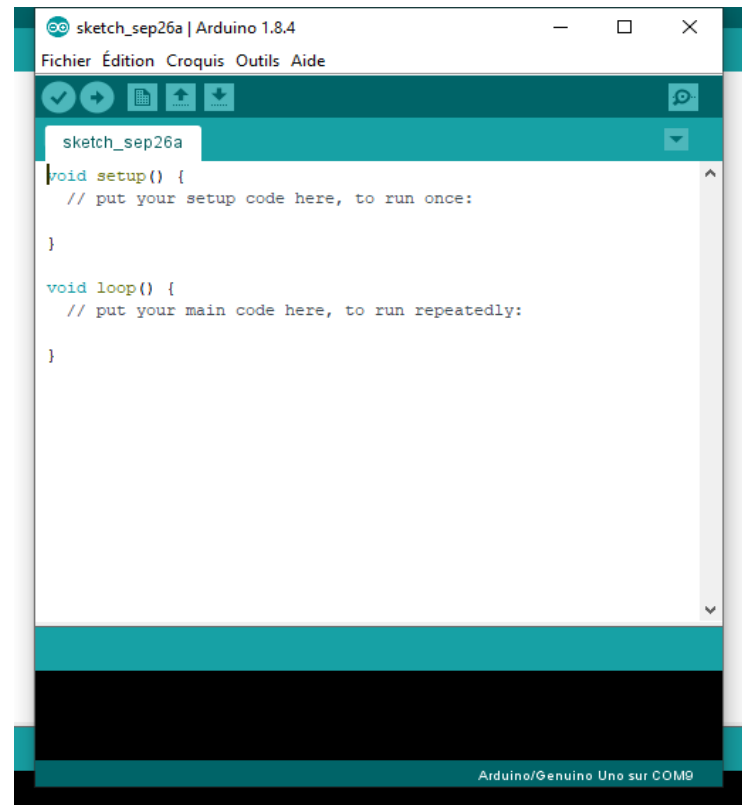 sketch_sep26a | Arduino 1.8.4
Fichier Édition Croquis Outils Aide
sketch_sep26a
void setup() {
// put your setup code here, to run once:
}
void loop() {
// put your main code here, to run repeatedly:
}
Arduino/Genuino Uno sur COM9